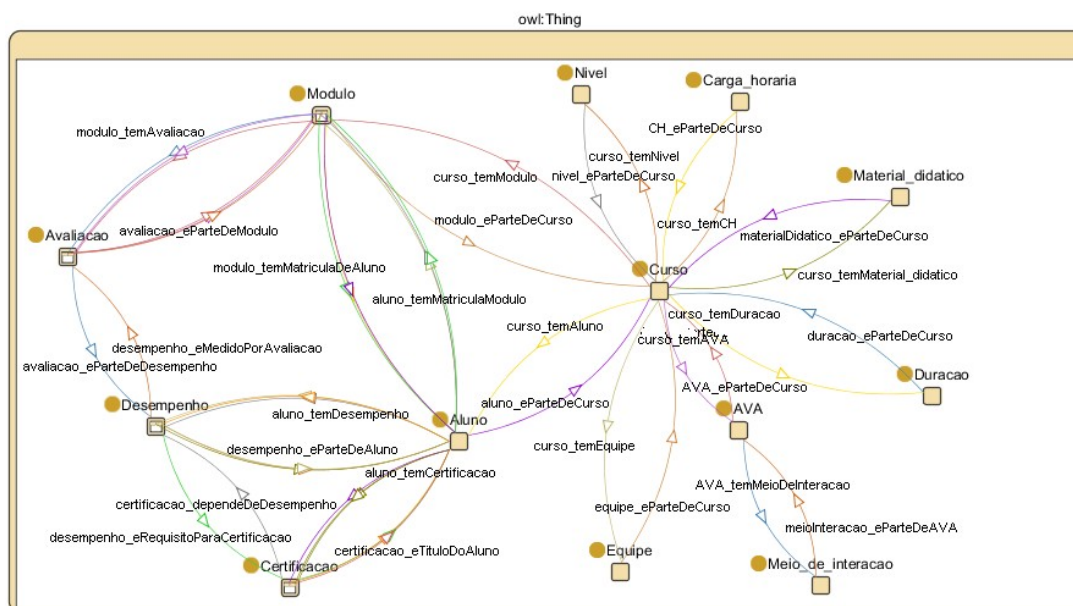 owl:Thing
Nivel
Carga_horaria
Modulo
modulo_temAvaliacao
CH_eParteDeCurso
curso_temNivel
curso_temModulo
nivel_eParteDeCurso
Material_didatico
modulo_eParteDeCurso
curso_temCH
Avaliacao
avaliacao_eParteDeModulo
materialDidatico_eParteDeCurso
modulo_temMatriculaDeAluno
Curso
curso_temMaterial_didatico
aluno_temMatriculaModulo
curso_temDuracao
curso_temAluno
duracao_eParteDeCurso
curso_temAVA
desempenho_eMedidoPorAvaliacao
avaliacao_eParteDeDesempenho
AVA_eParteDeCurso
Duracao
Desempenho
aluno_temDesempenho
Aluno
aluno_eParteDeCurso
AVA
desempenho_eParteDeAluno
curso_temEquipe
aluno_temCertificacao
AVA_temMeioDeInteracao
certificacao_dependeDeDesempenho
equipe_eParteDeCurso
meioInteracao_eParteDeAVA
desempenho_eRequisitoParaCertificacao
certificacao_eTituloDoAluno
Equipe
Certificacao
Meio_de_interacao